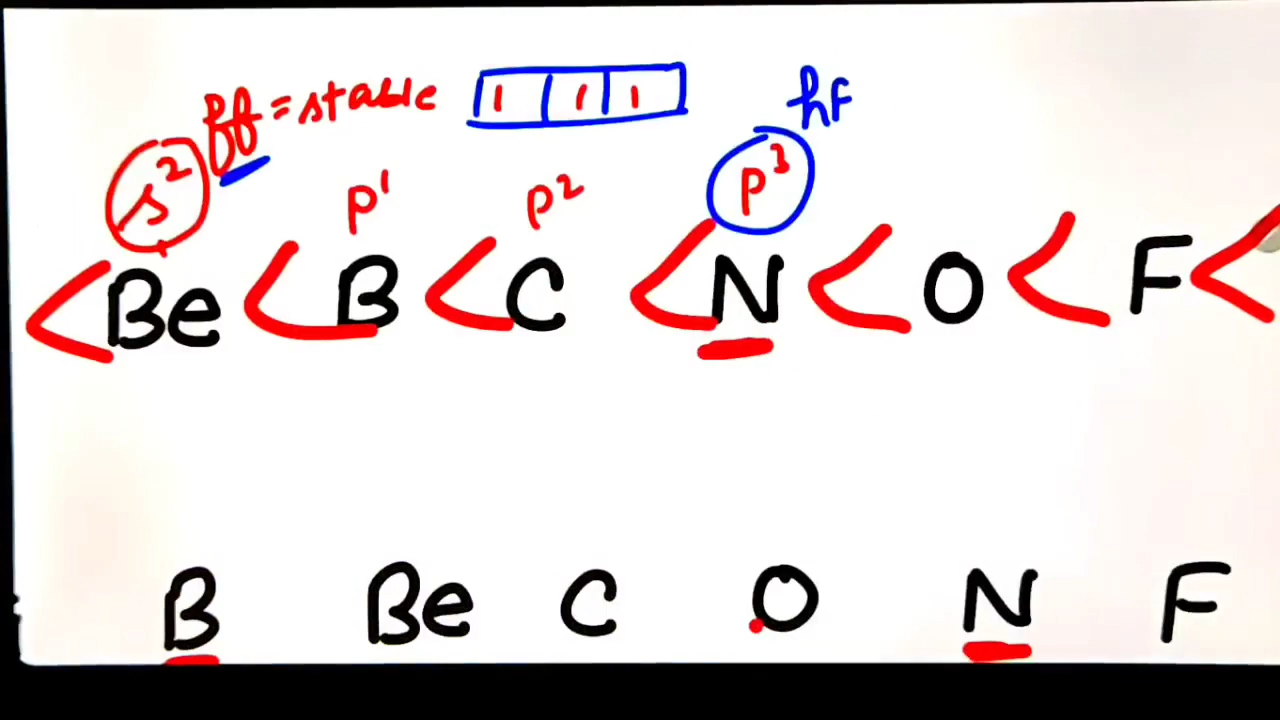 ff = stable 1 1 1 hf
s² p¹ p² p³
< Be < B < C < N < O < F <
B Be C O N F